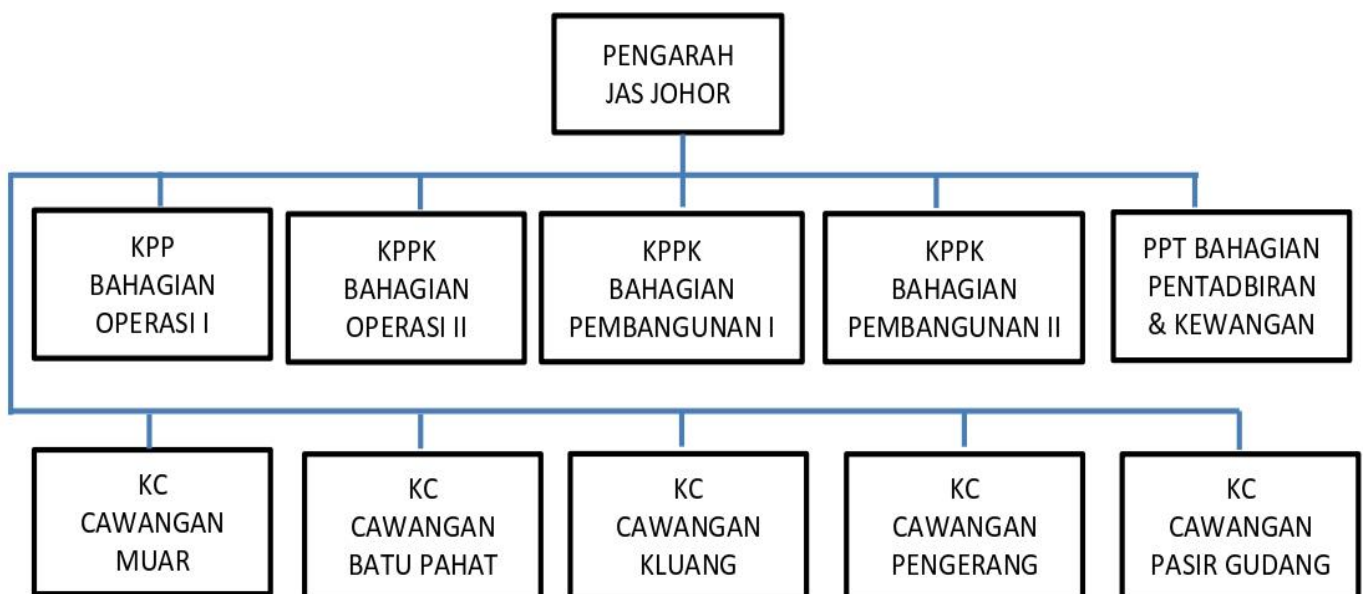 PENGARAH
JAS JOHOR
KPP
BAHAGIAN
OPERASI I
KPPK
BAHAGIAN
OPERASI II
KPPK
BAHAGIAN
PEMBANGUNAN I
KPPK
BAHAGIAN
PEMBANGUNAN II
PPT BAHAGIAN
PENTADBIRAN
& KEWANGAN
KC
CAWANGAN
MUAR
KC
CAWANGAN
BATU PAHAT
KC
CAWANGAN
KLUANG
KC
CAWANGAN
PENGERANG
KC
CAWANGAN
PASIR GUDANG